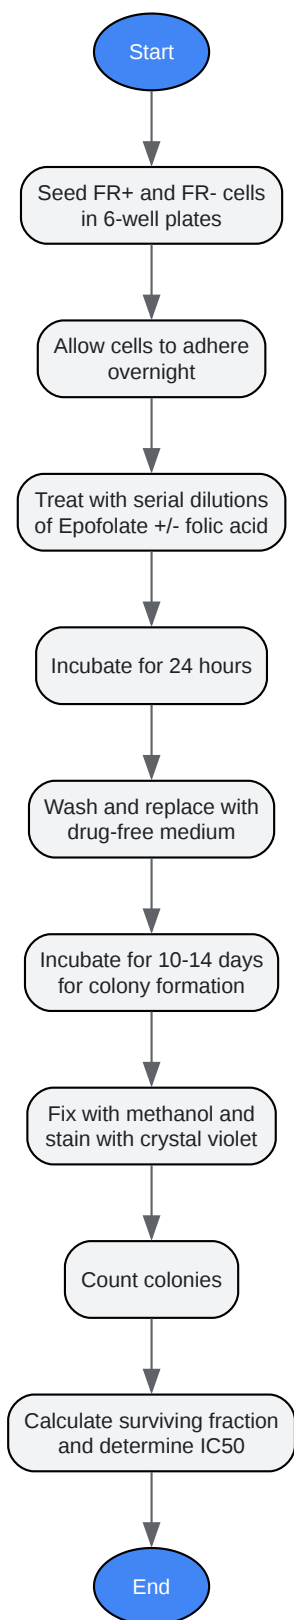 Start
Seed FR+ and FR- cells
in 6-well plates
Allow cells to adhere
overnight
Treat with serial dilutions
of Epofolate +/- folic acid
Incubate for 24 hours
Wash and replace with
drug-free medium
Incubate for 10-14 days
for colony formation
Fix with methanol and
stain with crystal violet
Count colonies
Calculate surviving fraction
and determine IC50
End